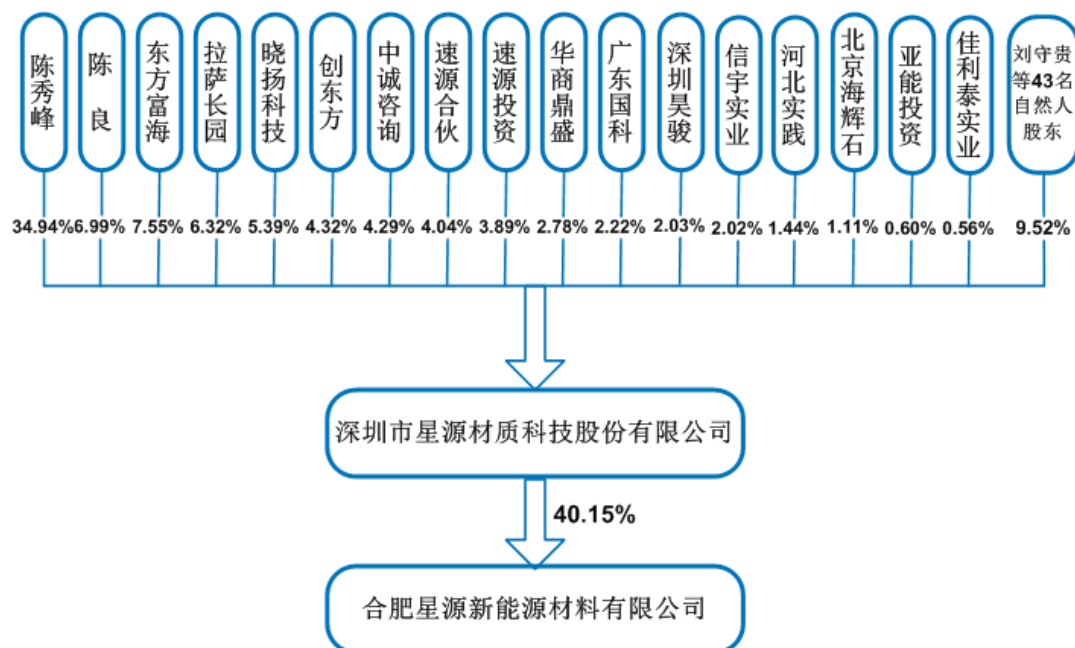 陈秀峰
陈良
东方富海
拉萨长园
晓扬科技
创东方
中诚咨询
速源合伙
速源投资
华商鼎盛
广东国科
深圳昊骏
信宇实业
河北实践
北京海辉石
亚能投资
佳利泰实业
刘守贵
等43名
自然人
股东
34.94% 6.99% 7.55% 6.32% 5.39% 4.32% 4.29% 4.04% 3.89% 2.78% 2.22% 2.03% 2.02% 1.44% 1.11% 0.60% 0.56% 9.52%
深圳市星源材质科技股份有限公司
40.15%
合肥星源新能源材料有限公司